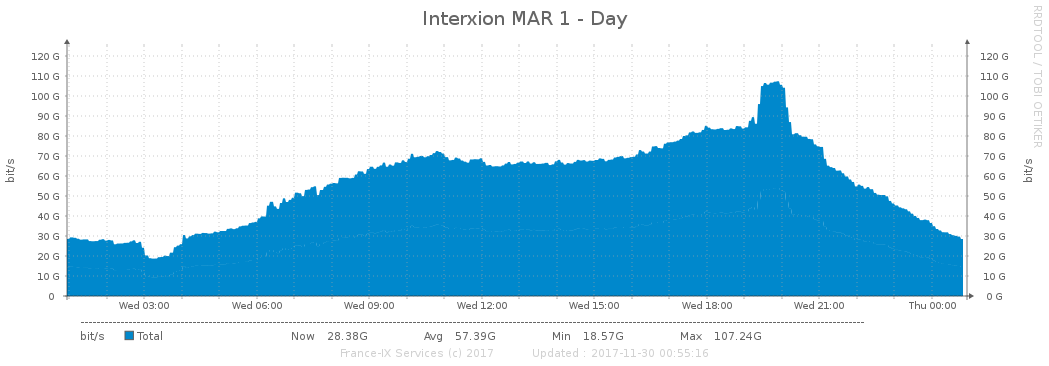 Interxion MAR 1 - Day
RRDTOOL / TOBI OETIKER
bit/s
120 G 120 G
110 G 110 G
100 G 100 G
90 G 90 G
80 G 80 G
70 G 70 G
60 G 60 G
50 G 50 G
40 G 40 G
30 G 30 G
20 G 20 G
10 G 10 G
0 0 G
bit/s
Wed 03:00 Wed 06:00 Wed 09:00 Wed 12:00 Wed 15:00 Wed 18:00 Wed 21:00 Thu 00:00
bit/s Total Now 28.38G Avg 57.39G Min 18.57G Max 107.24G
France-IX Services (c) 2017 Updated : 2017-11-30 00:55:16